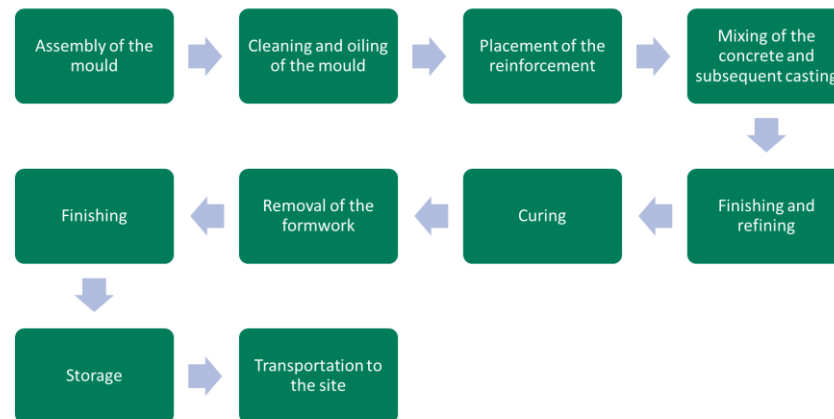 Assembly of the
mould
Cleaning and oiling
of the mould
Placement of the
reinforcement
Mixing of the
concrete and
subsequent casting
Finishing and
refining
Curing
Removal of the
formwork
Finishing
Storage
Transportation to
the site